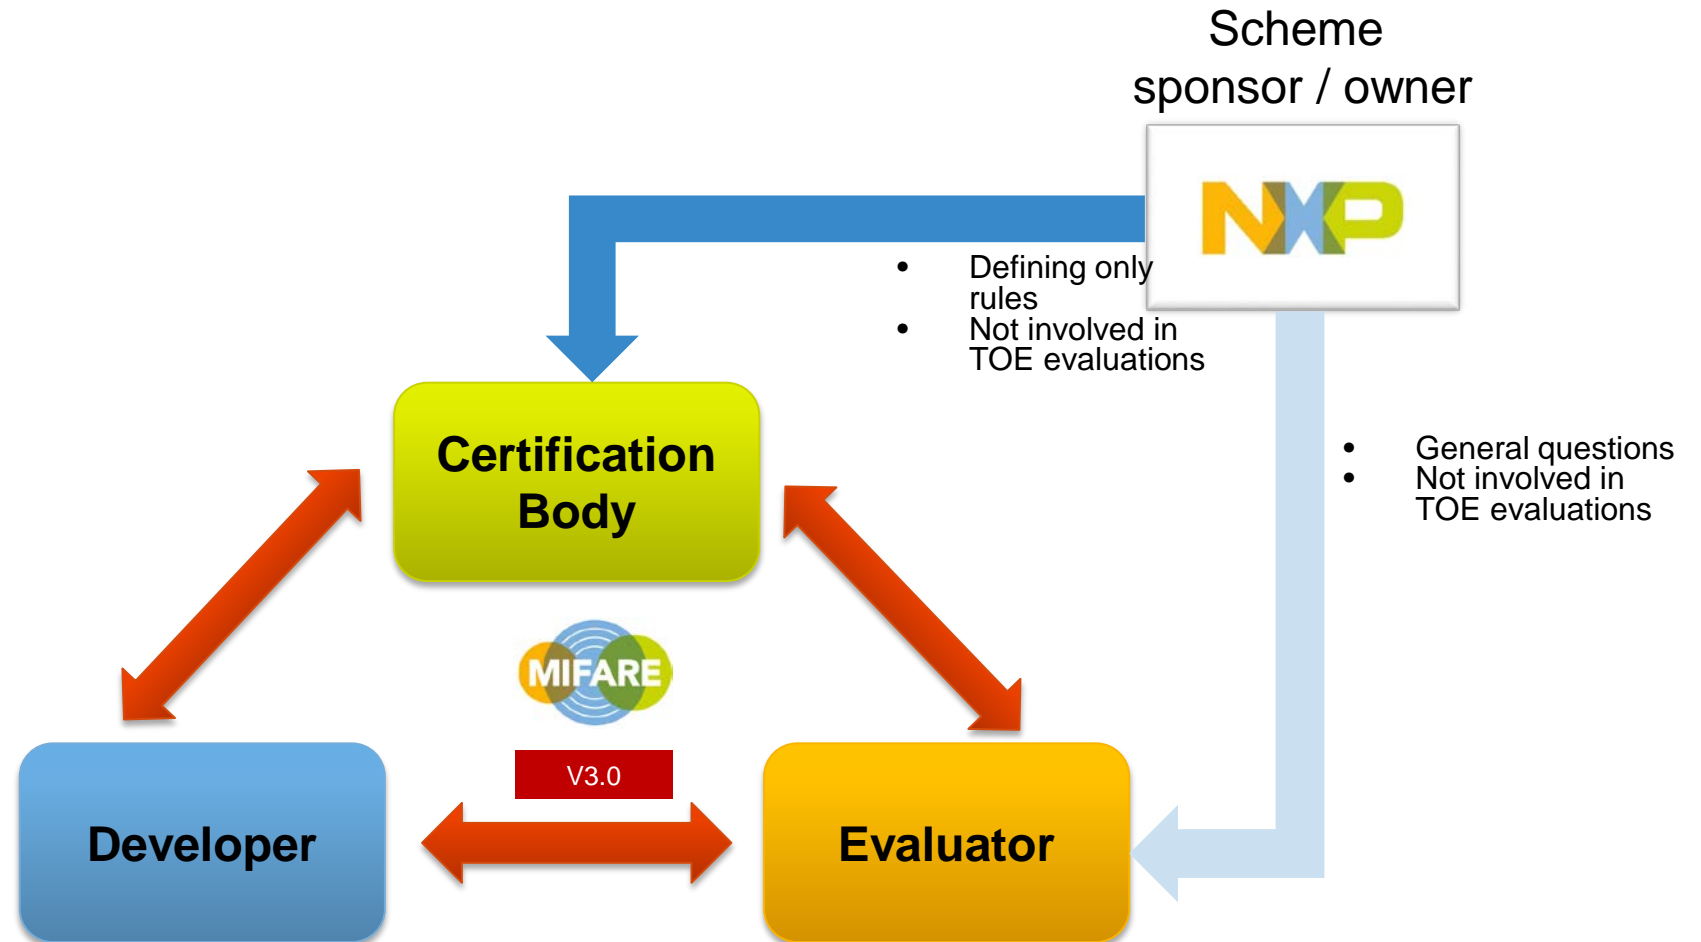 Scheme
sponsor / owner
NXP
• Defining only
rules
• Not involved in
TOE evaluations
Certification
Body
• General questions
• Not involved in
TOE evaluations
MIFARE
V3.0
Developer
Evaluator